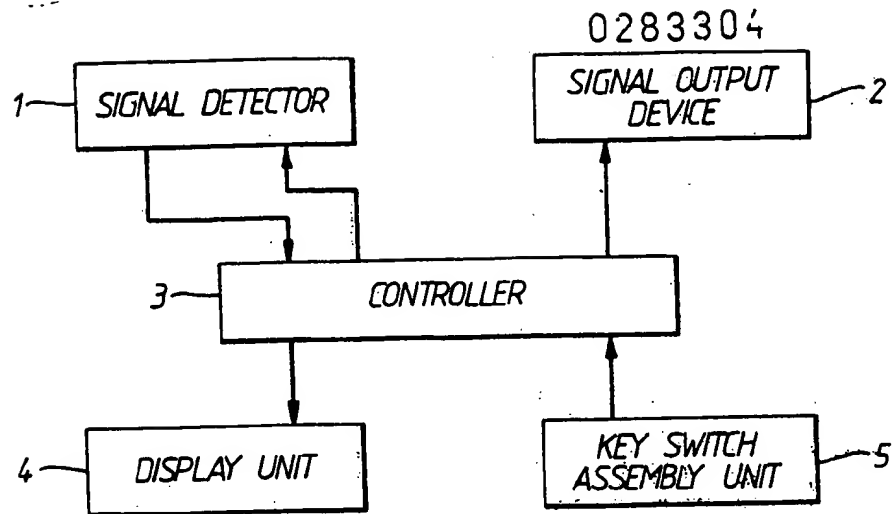 0283304
1
SIGNAL DETECTOR
SIGNAL OUTPUT
DEVICE
2
3
CONTROLLER
4
DISPLAY UNIT
KEY SWITCH
ASSEMBLY UNIT
5